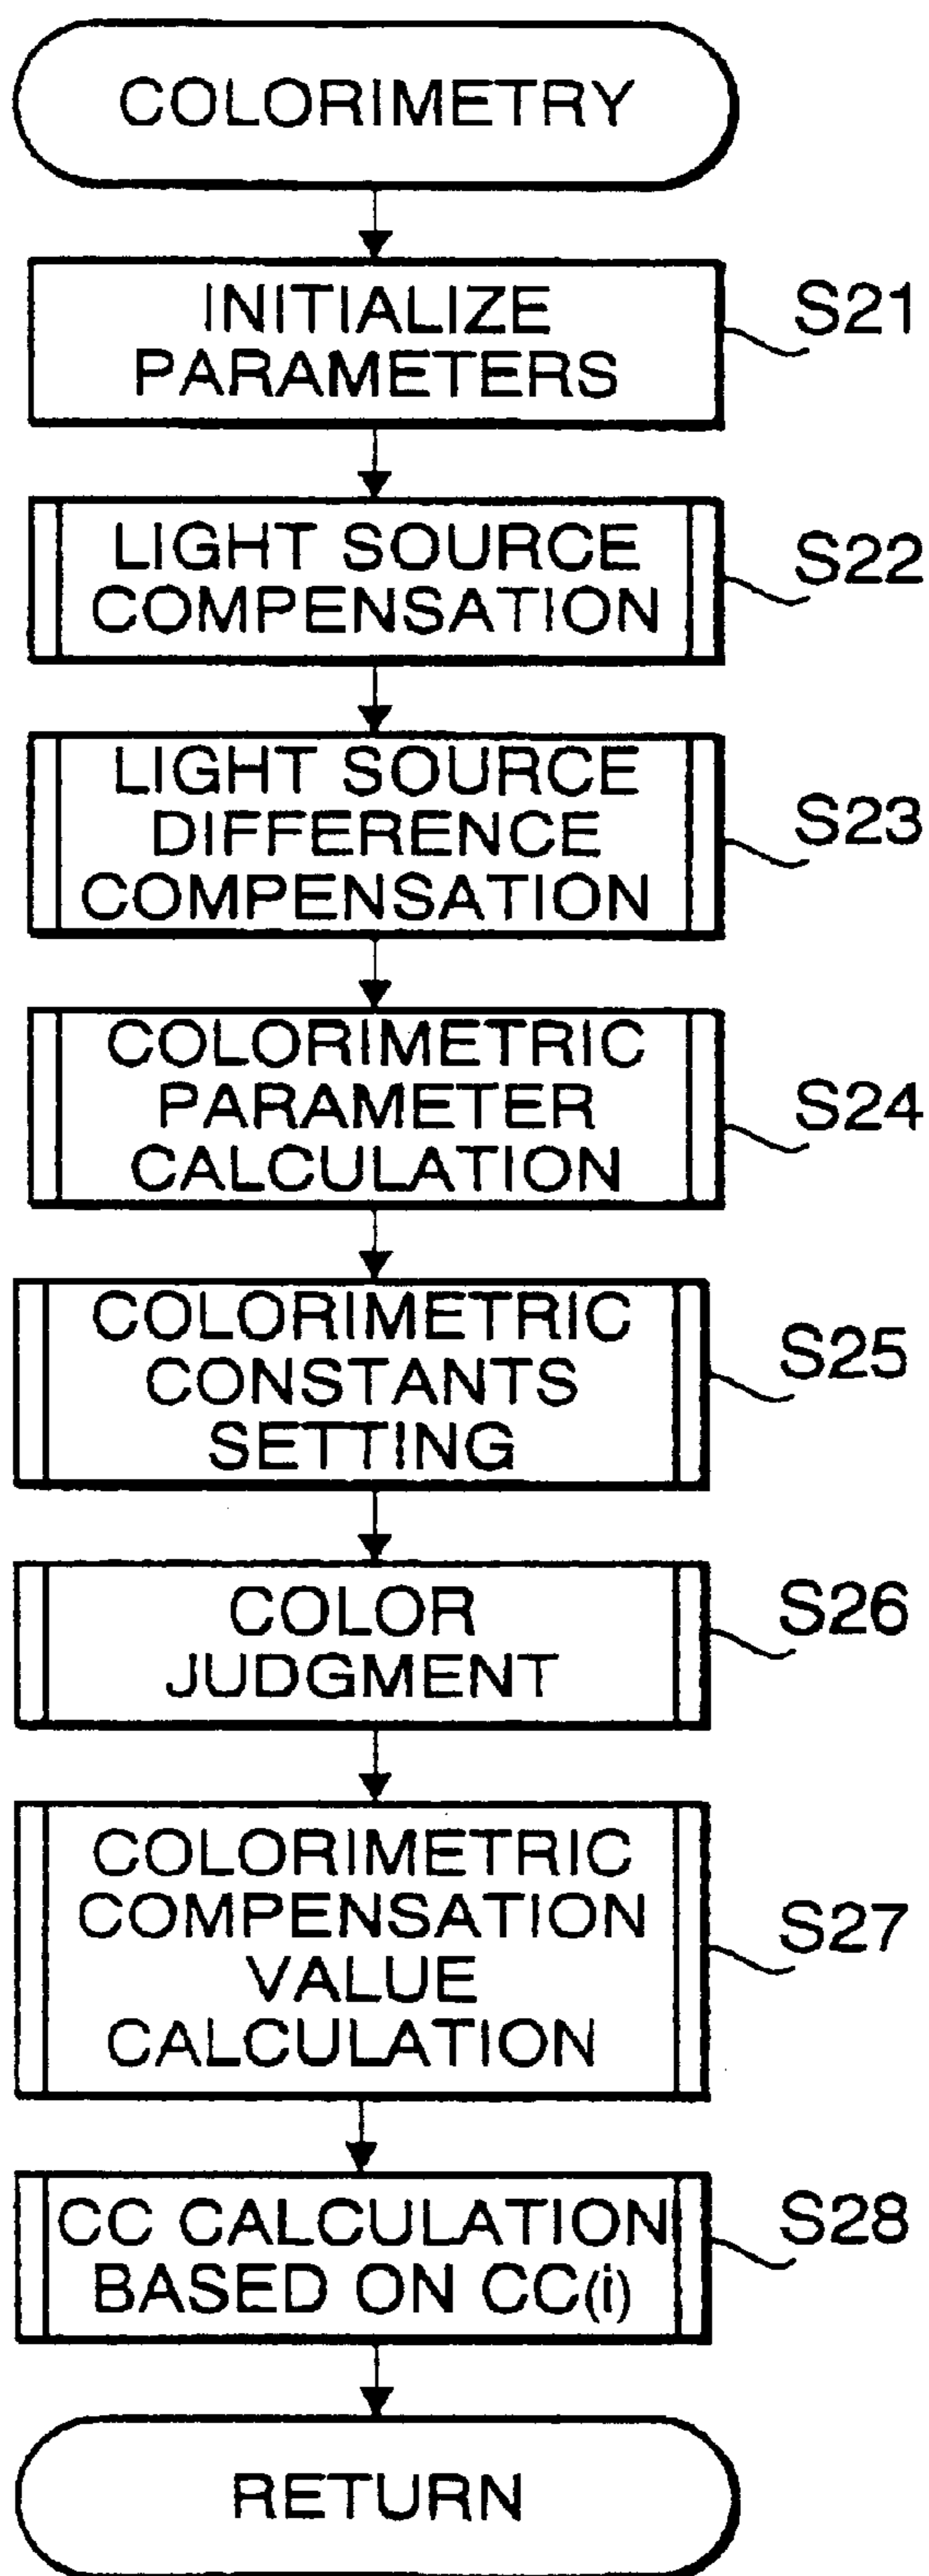 COLORIMETRY
INITIALIZE
PARAMETERS
S21
LIGHT SOURCE
COMPENSATION
S22
LIGHT SOURCE
DIFFERENCE
COMPENSATION
S23
COLORIMETRIC
PARAMETER
CALCULATION
S24
COLORIMETRIC
CONSTANTS
SETTING
S25
COLOR
JUDGMENT
S26
COLORIMETRIC
COMPENSATION
VALUE
CALCULATION
S27
CC CALCULATION
BASED ON CC(i)
S28
RETURN